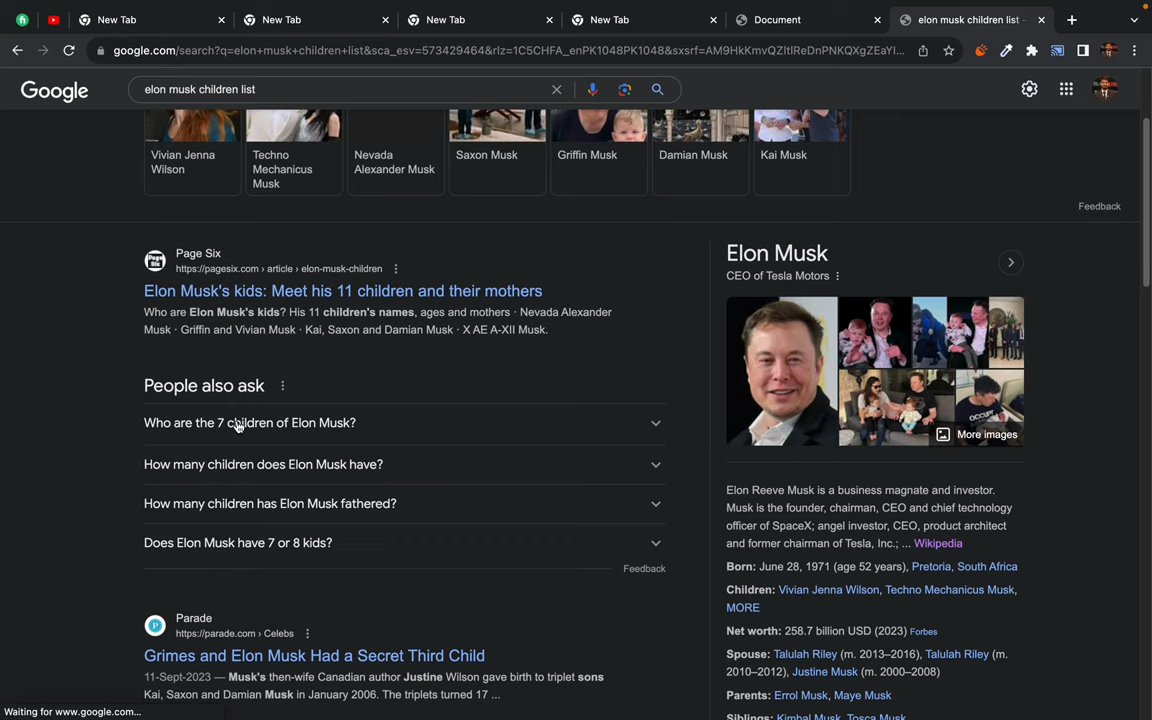 New Tab
New Tab
New Tab
New Tab
Document
elon musk children list -
google.com/search?q=elon+musk+children+list&sca_esv=573429464&rlz=1C5CHFA_enPK1048PK1048&sxsrf=AM9HkKmvQZltlReDnPNKQXgZEaYl...
Google
elon musk children list
Vivian Jenna
Wilson
Techno
Mechanicus
Musk
Nevada
Alexander Musk
Saxon Musk
Griffin Musk
Damian Musk
Kai Musk
Feedback
Page Six
https://pagesix.com › article › elon-musk-children
Elon Musk's kids: Meet his 11 children and their mothers
Who are Elon Musk's kids? His 11 children's names, ages and mothers · Nevada Alexander
Musk · Griffin and Vivian Musk · Kai, Saxon and Damian Musk · X AE A-XII Musk.
People also ask
Who are the 7 children of Elon Musk?
How many children does Elon Musk have?
How many children has Elon Musk fathered?
Does Elon Musk have 7 or 8 kids?
Feedback
Parade
https://parade.com › Celebs
Grimes and Elon Musk Had a Secret Third Child
11-Sept-2023 — Musk's then-wife Canadian author Justine Wilson gave birth to triplet sons
Kai, Saxon and Damian Musk in January 2006. The triplets turned 17 ...
Elon Musk
CEO of Tesla Motors
OCCUPY
More images
Elon Reeve Musk is a business magnate and investor.
Musk is the founder, chairman, CEO and chief technology
officer of SpaceX; angel investor, CEO, product architect
and former chairman of Tesla, Inc.; ... Wikipedia
Born: June 28, 1971 (age 52 years), Pretoria, South Africa
Children: Vivian Jenna Wilson, Techno Mechanicus Musk,
MORE
Net worth: 258.7 billion USD (2023) Forbes
Spouse: Talulah Riley (m. 2013–2016), Talulah Riley (m.
2010–2012), Justine Musk (m. 2000–2008)
Parents: Errol Musk, Maye Musk
Siblings: Kimbal Musk, Tosca Musk
Waiting for www.google.com...